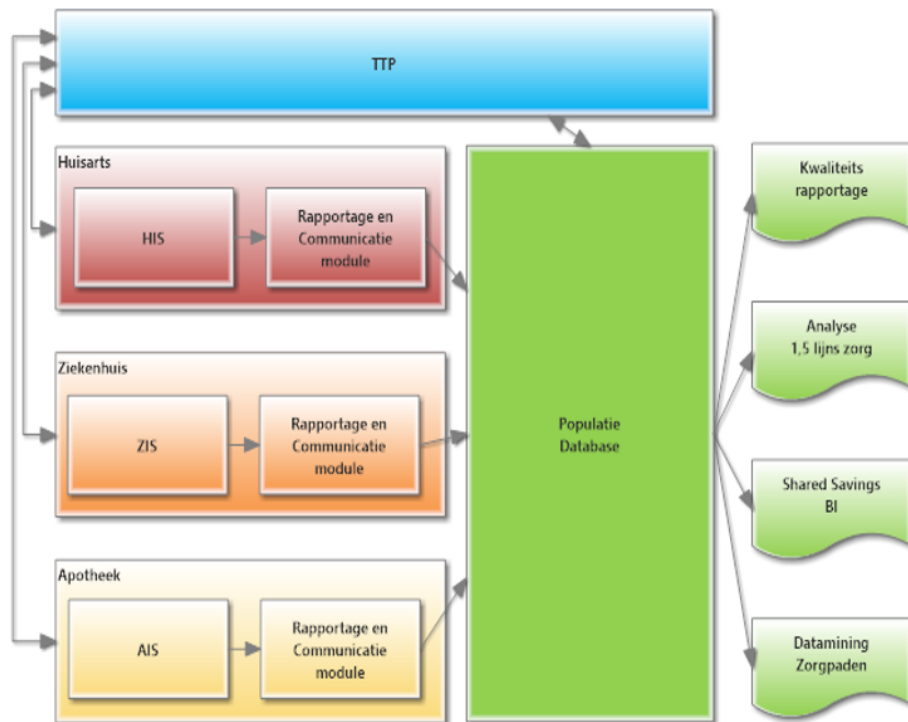 TTP
Huisarts
HIS
Rapportage en
Communicatie
module
Ziekenhuis
ZIS
Rapportage en
Communicatie
module
Apotheek
AIS
Rapportage en
Communicatie
module
Populatie
Database
Kwaliteits
rapportage
Analyse
1,5 lijns zorg
Shared Savings
BI
Datamining
Zorgpaden